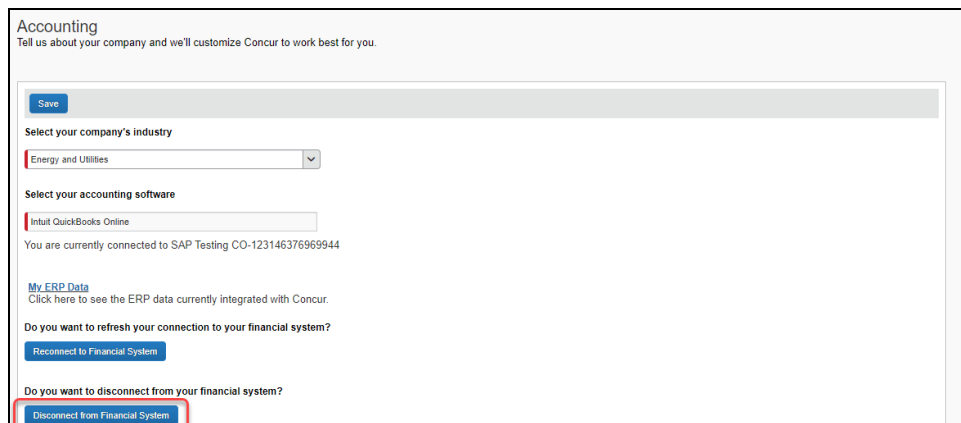 Accounting
Tell us about your company and we'll customize Concur to work best for you.
Save
Select your company's industry
Energy and Utilities
Select your accounting software
Intuit QuickBooks Online
You are currently connected to SAP Testing CO-123146376969944
My ERP Data
Click here to see the ERP data currently integrated with Concur.
Do you want to refresh your connection to your financial system?
Reconnect to Financial System
Do you want to disconnect from your financial system?
Disconnect from Financial System